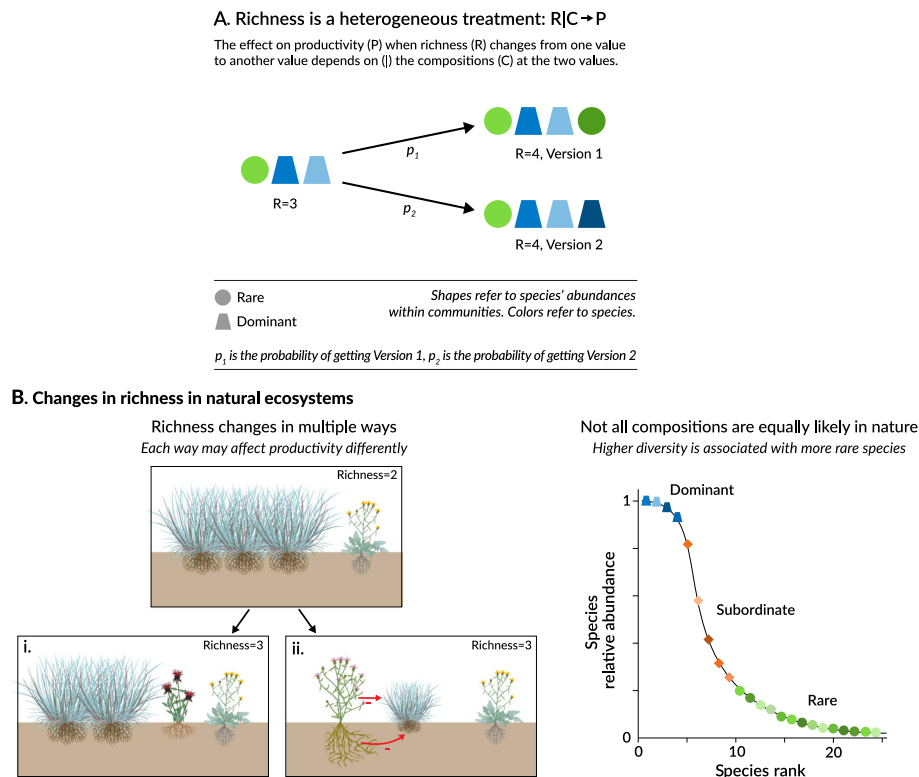 A. Richness is a heterogeneous treatment: R|C→P
The effect on productivity (P) when richness (R) changes from one value
to another value depends on (|) the compositions (C) at the two values.
p1
R=4, Version 1
R=3
p2
R=4, Version 2
Rare
Dominant
Shapes refer to species' abundances
within communities. Colors refer to species.
p1 is the probability of getting Version 1, p2 is the probability of getting Version 2
B. Changes in richness in natural ecosystems
Richness changes in multiple ways
Each way may affect productivity differently
Richness=2
i.
Richness=3
ii.
Richness=3
-
-
Not all compositions are equally likely in nature
Higher diversity is associated with more rare species
1
Dominant
Subordinate
Rare
Species
relative abundance
0
0
10
20
Species rank